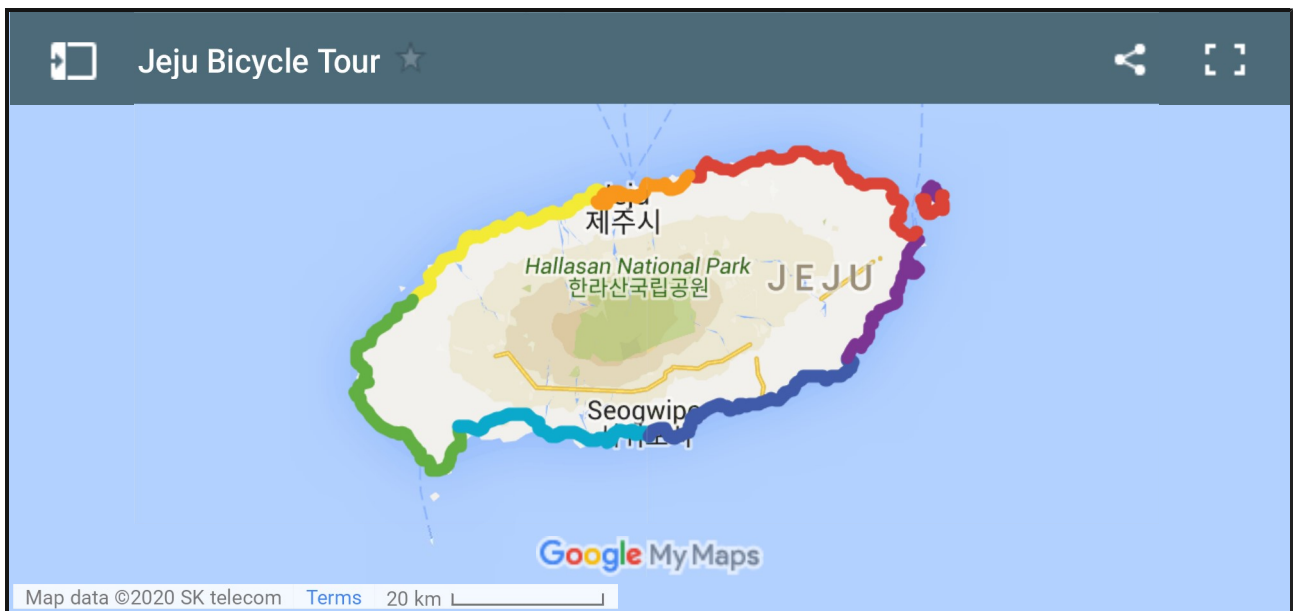 Jeju Bicycle Tour
제주시
Hallasan National Park
한라산국립공원
JEJU
Google My Maps
Map data ©2020 SK telecom Terms 20 km